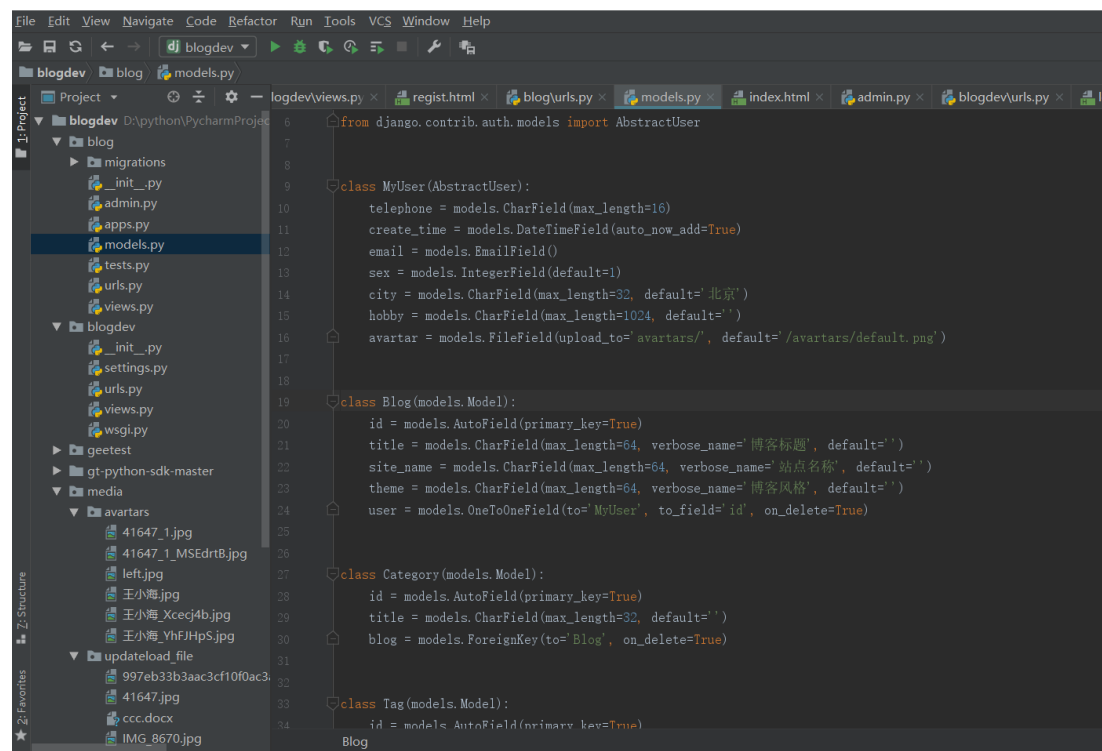 File Edit View Navigate Code Refactor Run Tools VCS Window Help
dj blogdev
blogdev blog models.py
Project
logdev\views.py regist.html blog\urls.py models.py index.html admin.py blogdev\urls.py
1: Project
Z: Structure
2: Favorites
blogdev D:\python\PycharmProjec
blog
migrations
__init__.py
admin.py
apps.py
models.py
tests.py
urls.py
views.py
blogdev
__init__.py
settings.py
urls.py
views.py
wsgi.py
geetest
gt-python-sdk-master
media
avartars
41647_1.jpg
41647_1_MSEdrtB.jpg
left.jpg
王小海.jpg
王小海_Xcecj4b.jpg
王小海_YhFJHpS.jpg
updateload_file
997eb33b3aac3cf10f0ac3
41647.jpg
ccc.docx
IMG_8670.jpg
6 from django.contrib.auth.models import AbstractUser
7
8
9 class MyUser(AbstractUser):
10 telephone = models.CharField(max_length=16)
11 create_time = models.DateTimeField(auto_now_add=True)
12 email = models.EmailField()
13 sex = models.IntegerField(default=1)
14 city = models.CharField(max_length=32, default='北京')
15 hobby = models.CharField(max_length=1024, default='')
16 avartar = models.FileField(upload_to='avartars/', default='/avartars/default.png')
17
18
19 class Blog(models.Model):
20 id = models.AutoField(primary_key=True)
21 title = models.CharField(max_length=64, verbose_name='博客标题', default='')
22 site_name = models.CharField(max_length=64, verbose_name='站点名称', default='')
23 theme = models.CharField(max_length=64, verbose_name='博客风格', default='')
24 user = models.OneToOneField(to='MyUser', to_field='id', on_delete=True)
25
26
27 class Category(models.Model):
28 id = models.AutoField(primary_key=True)
29 title = models.CharField(max_length=32, default='')
30 blog = models.ForeignKey(to='Blog', on_delete=True)
31
32
33 class Tag(models.Model):
34 id = models.AutoField(primary_key=True)
Blog